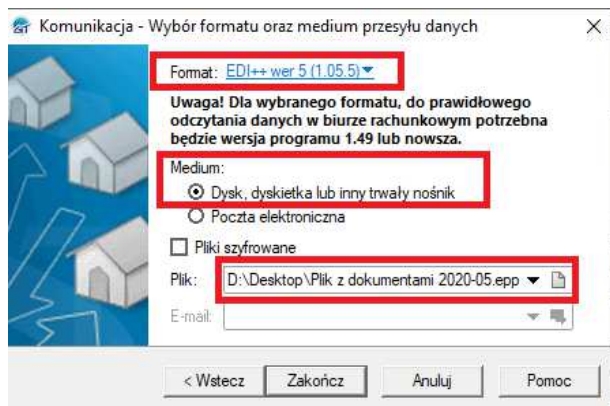 Komunikacja - Wybór formatu oraz medium przesyłu danych
Format: EDI++ wer 5 (1.05.5)
Uwaga! Dla wybranego formatu, do prawidłowego
odczytania danych w biurze rachunkowym potrzebna
będzie wersja programu 1.49 lub nowsza.
Medium:
Dysk, dyskietka lub inny trwały nośnik
Poczta elektroniczna
Pliki szyfrowane
Plik: D:\Desktop\Plik z dokumentami 2020-05.epp
E-mail:
< Wstecz Zakończ Anuluj Pomoc